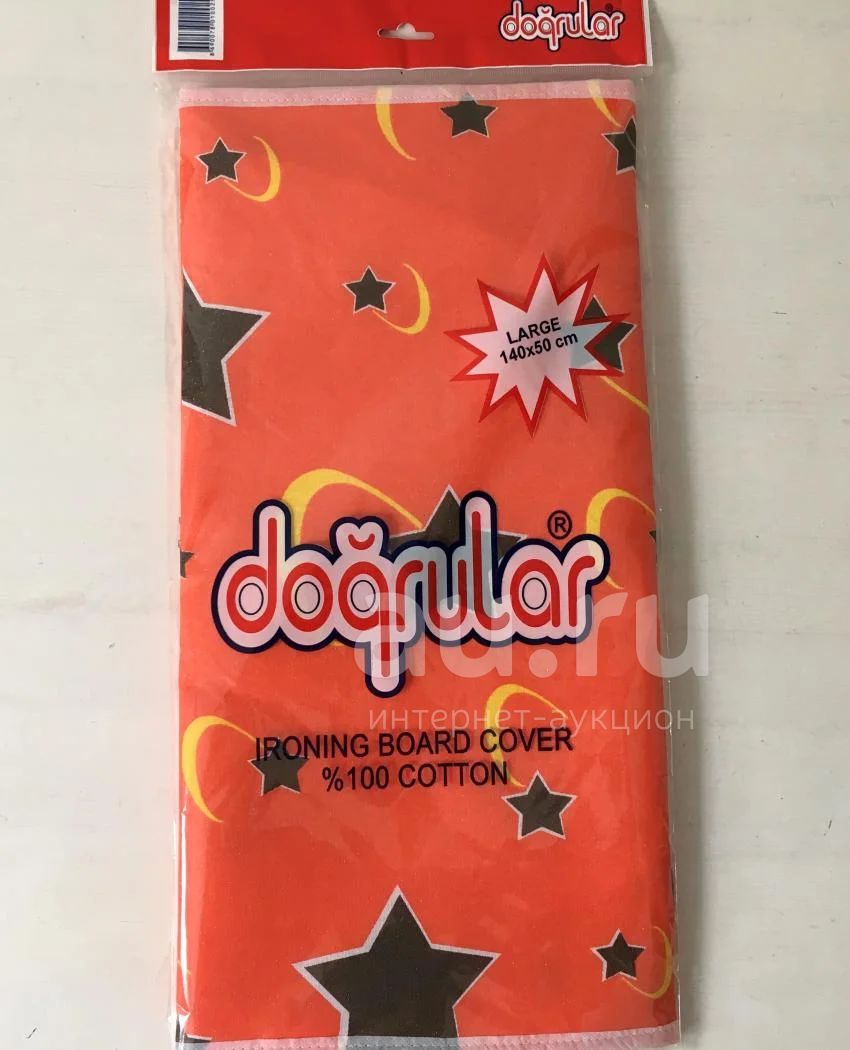 doğrular®
LARGE
140x50 cm
doğrular®
au.ru
интернет-аукцион
IRONING BOARD COVER
%100 COTTON